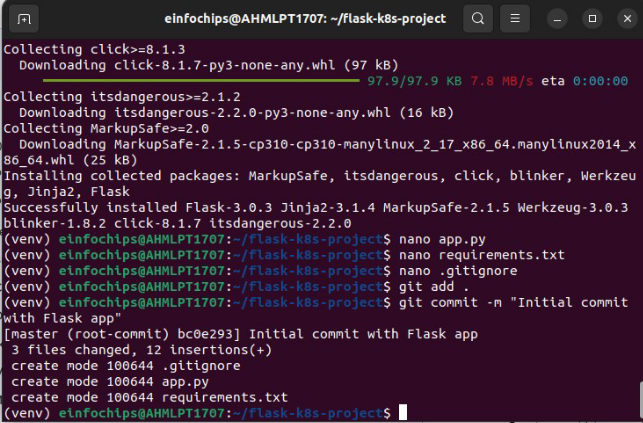 einfochips@AHMLPT1707: ~/flask-k8s-project
Collecting click>=8.1.3
  Downloading click-8.1.7-py3-none-any.whl (97 kB)
97.9/97.9 KB 7.8 MB/s eta 0:00:00
Collecting itsdangerous>=2.1.2
  Downloading itsdangerous-2.2.0-py3-none-any.whl (16 kB)
Collecting MarkupSafe>=2.0
  Downloading MarkupSafe-2.1.5-cp310-cp310-manylinux_2_17_x86_64.manylinux2014_x
86_64.whl (25 kB)
Installing collected packages: MarkupSafe, itsdangerous, click, blinker, Werkzeu
g, Jinja2, Flask
Successfully installed Flask-3.0.3 Jinja2-3.1.4 MarkupSafe-2.1.5 Werkzeug-3.0.3
blinker-1.8.2 click-8.1.7 itsdangerous-2.2.0
(venv) einfochips@AHMLPT1707:~/flask-k8s-project$ nano app.py
(venv) einfochips@AHMLPT1707:~/flask-k8s-project$ nano requirements.txt
(venv) einfochips@AHMLPT1707:~/flask-k8s-project$ nano .gitignore
(venv) einfochips@AHMLPT1707:~/flask-k8s-project$ git add .
(venv) einfochips@AHMLPT1707:~/flask-k8s-project$ git commit -m "Initial commit
with Flask app"
[master (root-commit) bc0e293] Initial commit with Flask app
 3 files changed, 12 insertions(+)
 create mode 100644 .gitignore
 create mode 100644 app.py
 create mode 100644 requirements.txt
(venv) einfochips@AHMLPT1707:~/flask-k8s-project$